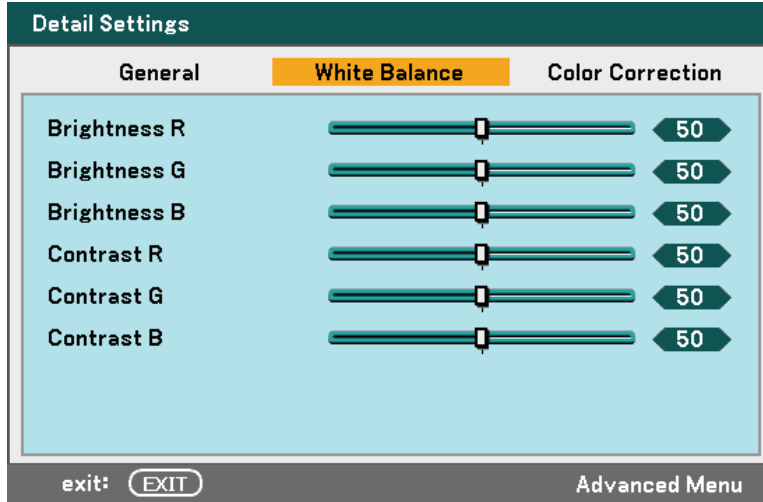 Detail Settings
General White Balance Color Correction
Brightness R 50
Brightness G 50
Brightness B 50
Contrast R 50
Contrast G 50
Contrast B 50
exit: EXIT Advanced Menu